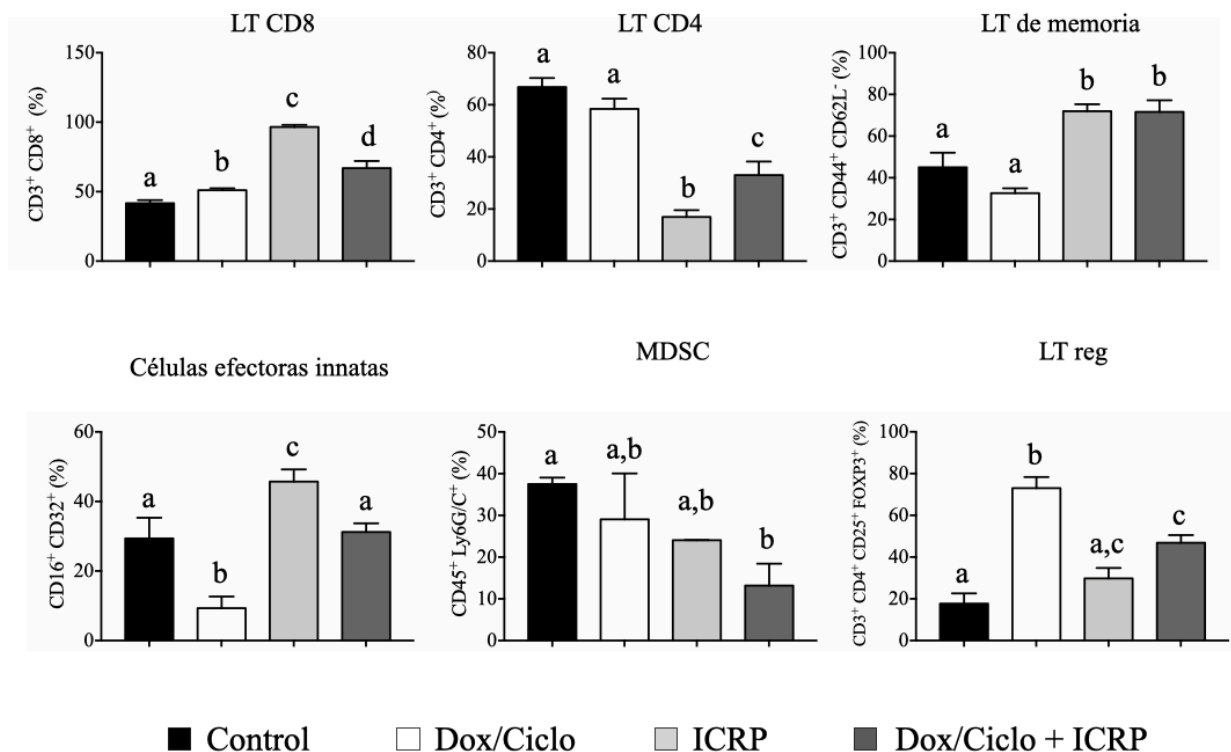 LT CD8
CD3⁺ CD8⁺ (%)
150
100
50
0
a
b
c
d
LT CD4
CD3⁺ CD4⁺ (%)
80
60
40
20
0
a
a
b
c
LT de memoria
CD3⁺ CD44⁺ CD62L⁻ (%)
100
80
60
40
20
0
a
a
b
b
Células efectoras innatas
CD16⁺ CD32⁺ (%)
60
40
20
0
a
b
c
a
MDSC
CD45⁺ Ly6G/C⁺ (%)
50
40
30
20
10
0
a
a,b
a,b
b
LT reg
CD3⁺ CD4⁺ CD25⁺ FOXP3⁺ (%)
100
80
60
40
20
0
a
b
a,c
c
Control Dox/Ciclo ICRP Dox/Ciclo + ICRP